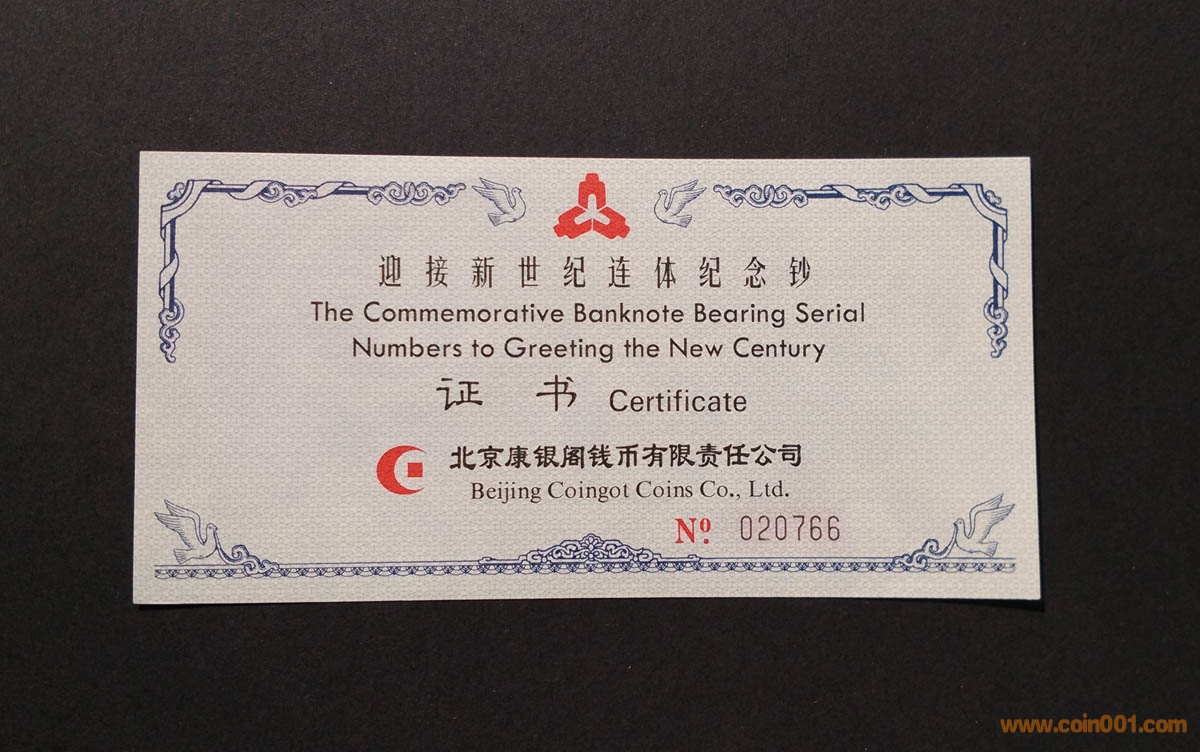 迎接新世纪连体纪念钞
The Commemorative Banknote Bearing Serial
Numbers to Greeting the New Century
证 书 Certificate
北京康银阁钱币有限责任公司
Beijing Coingot Coins Co., Ltd.
Nº. 020766
www.coin001.com